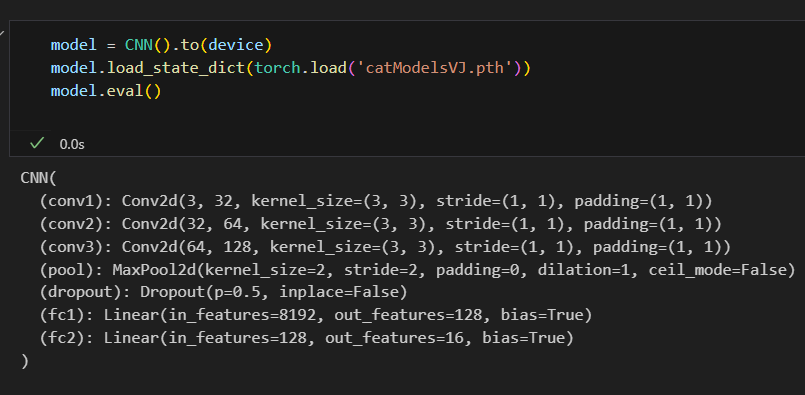 model = CNN().to(device)
model.load_state_dict(torch.load('catModelsVJ.pth'))
model.eval()
0.0s
CNN(
  (conv1): Conv2d(3, 32, kernel_size=(3, 3), stride=(1, 1), padding=(1, 1))
  (conv2): Conv2d(32, 64, kernel_size=(3, 3), stride=(1, 1), padding=(1, 1))
  (conv3): Conv2d(64, 128, kernel_size=(3, 3), stride=(1, 1), padding=(1, 1))
  (pool): MaxPool2d(kernel_size=2, stride=2, padding=0, dilation=1, ceil_mode=False)
  (dropout): Dropout(p=0.5, inplace=False)
  (fc1): Linear(in_features=8192, out_features=128, bias=True)
  (fc2): Linear(in_features=128, out_features=16, bias=True)
)